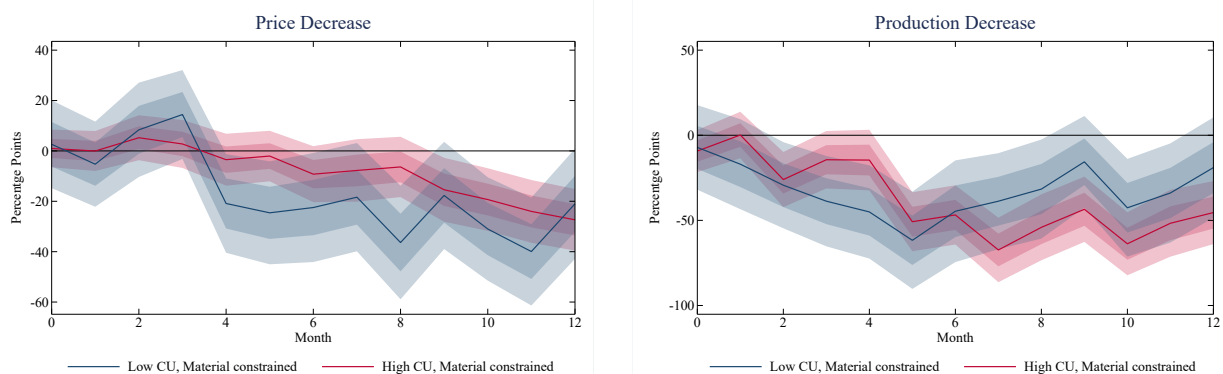 Price Decrease
Percentge Points
40
20
0
-20
-40
-60
0 2 4 6 8 10 12
Month
Low CU, Material constrained High CU, Material constrained
Production Decrease
Percentge Points
50
0
-50
-100
0 2 4 6 8 10 12
Month
Low CU, Material constrained High CU, Material constrained